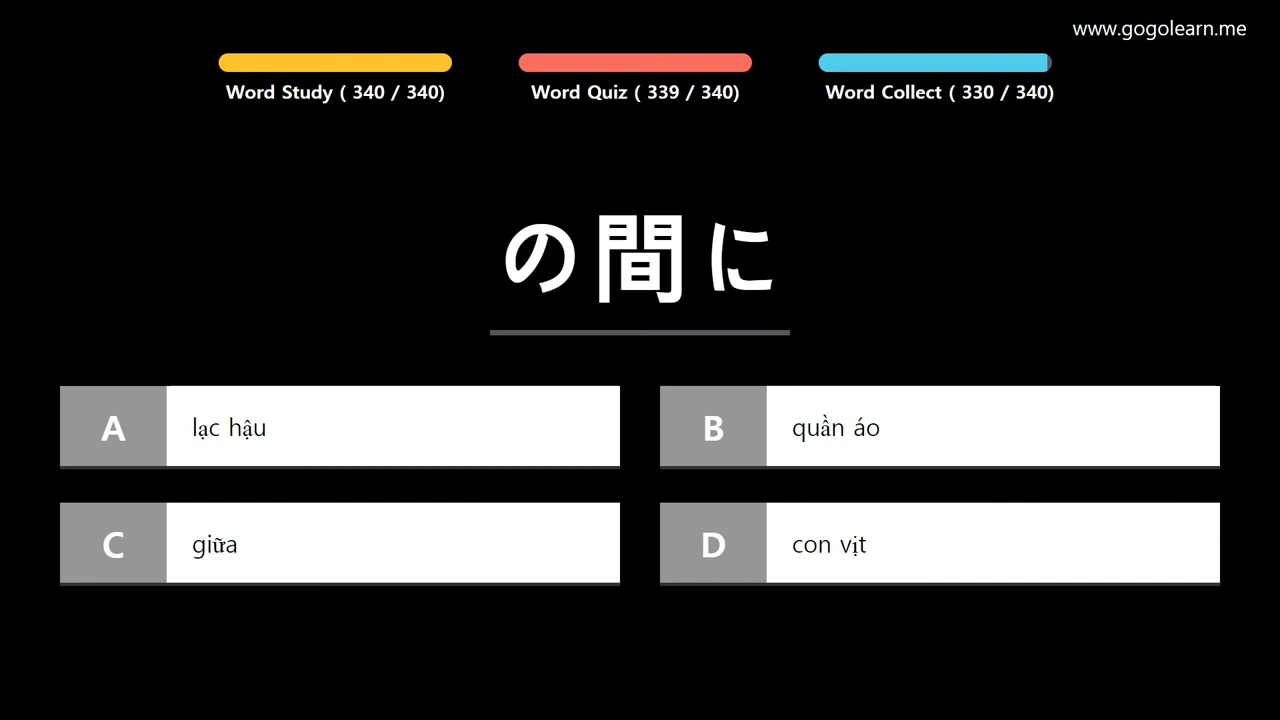 www.gogolearn.me
Word Study ( 340 / 340)
Word Quiz ( 339 / 340)
Word Collect ( 330 / 340)
の間に
A
lạc hậu
B
quần áo
C
giữa
D
con vịt